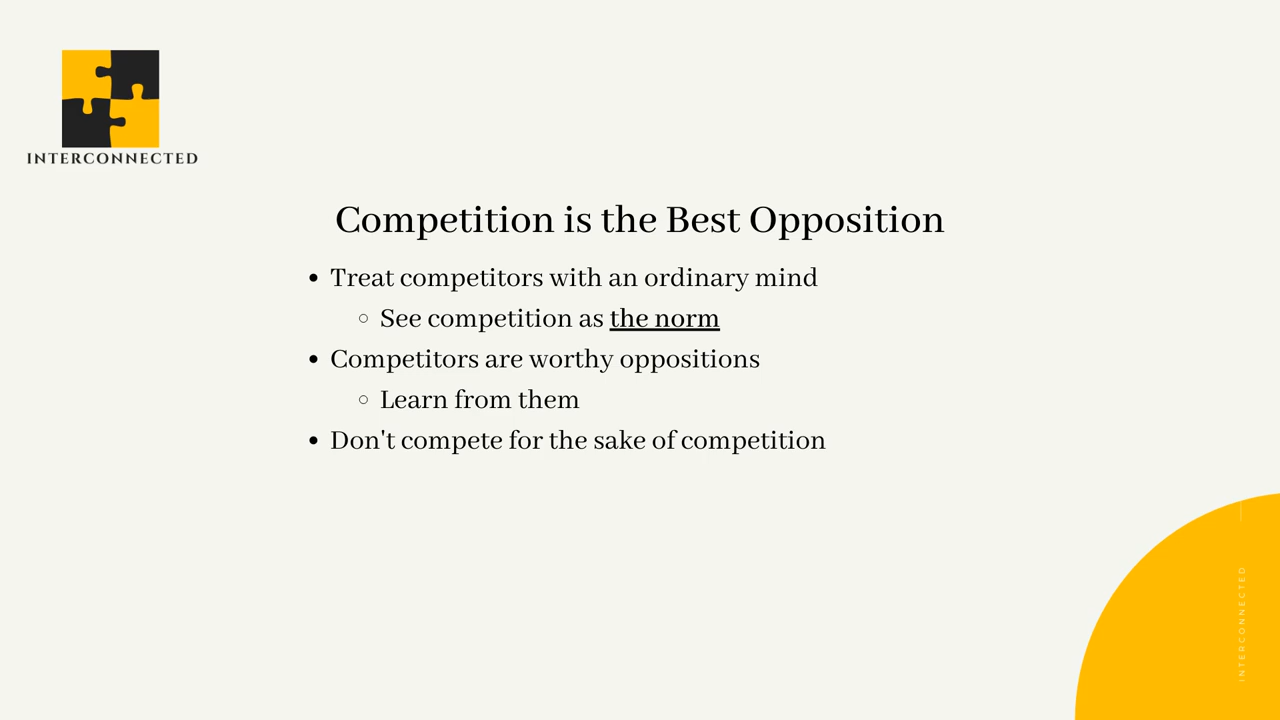 INTERCONNECTED
Competition is the Best Opposition
• Treat competitors with an ordinary mind
○ See competition as the norm
• Competitors are worthy oppositions
○ Learn from them
• Don't compete for the sake of competition
INTERCONNECTED